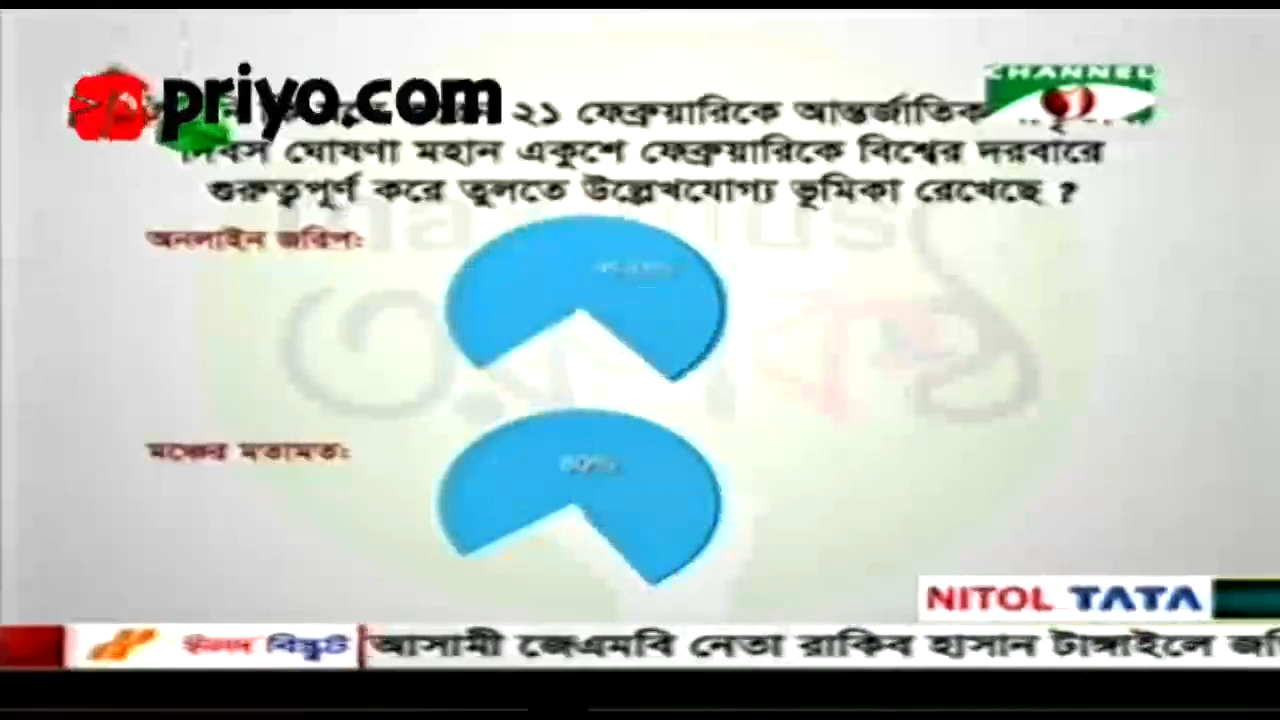 priyo.com
CHANNEL
২১ ফেব্রুয়ারিকে আন্তর্জাতিক
দিবস ঘোষণা মহান একুশে ফেব্রুয়ারিকে বিশ্বের দরবারে
গুরুত্বপূর্ণ করে তুলতে উল্লেখযোগ্য ভূমিকা রেখেছে ?
অনলাইন জরিপ:
মঞ্চের মতামত:
NITOL TATA
বিস্কুট আসামী জেএমবি নেতা রাকিব হাসান টাঙ্গাইলে